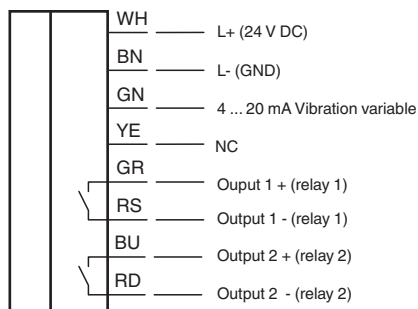 WH L+ (24 V DC)
BN L- (GND)
GN 4 ... 20 mA Vibration variable
YE NC
GR Ouput 1 + (relay 1)
RS Output 1 - (relay 1)
BU Output 2 + (relay 2)
RD Output 2 - (relay 2)